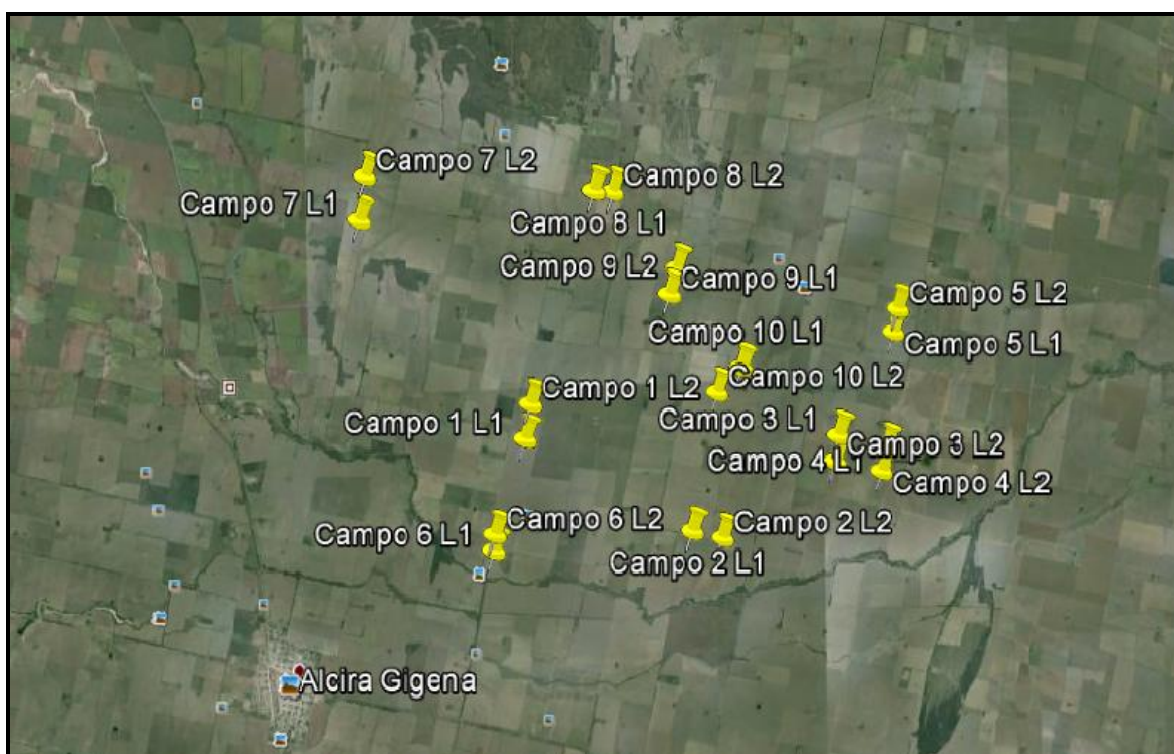 Campo 7 L2
Campo 8 L2
Campo 7 L1
Campo 8 L1
Campo 9 L2
Campo 9 L1
Campo 5 L2
Campo 10 L1
Campo 5 L1
Campo 10 L2
Campo 1 L2
Campo 3 L1
Campo 1 L1
Campo 3 L2
Campo 4 L1
Campo 4 L2
Campo 6 L2
Campo 2 L2
Campo 6 L1
Campo 2 L1
Alcira Gigena